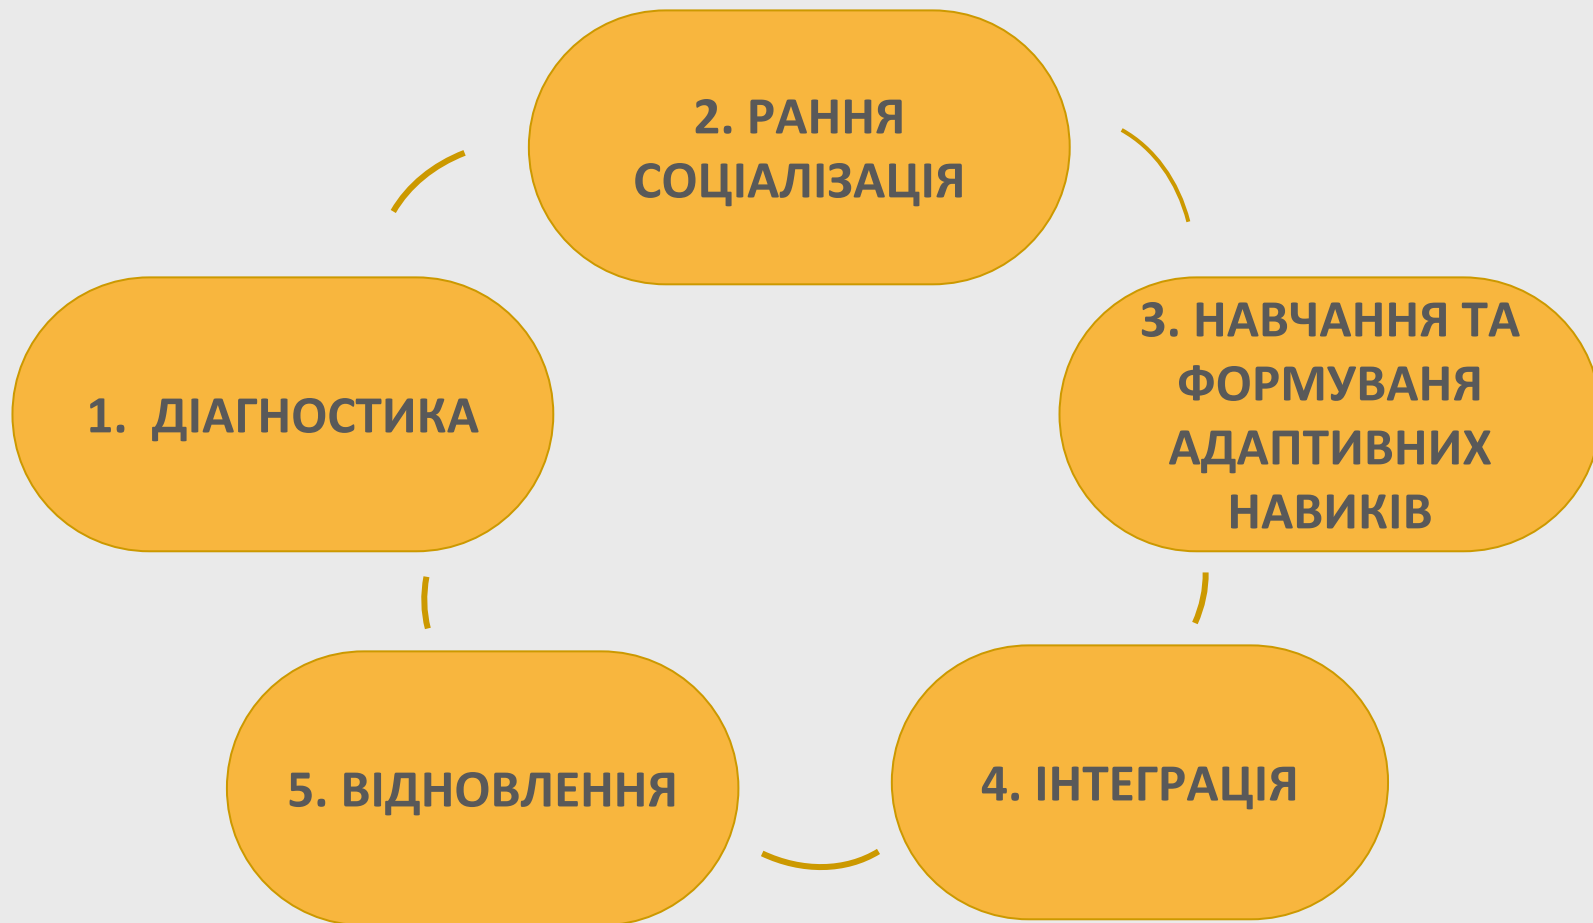 2. РАННЯ
СОЦІАЛІЗАЦІЯ
1. ДІАГНОСТИКА
3. НАВЧАННЯ ТА
ФОРМУВАНЯ
АДАПТИВНИХ
НАВИКІВ
5. ВІДНОВЛЕННЯ
4. ІНТЕГРАЦІЯ